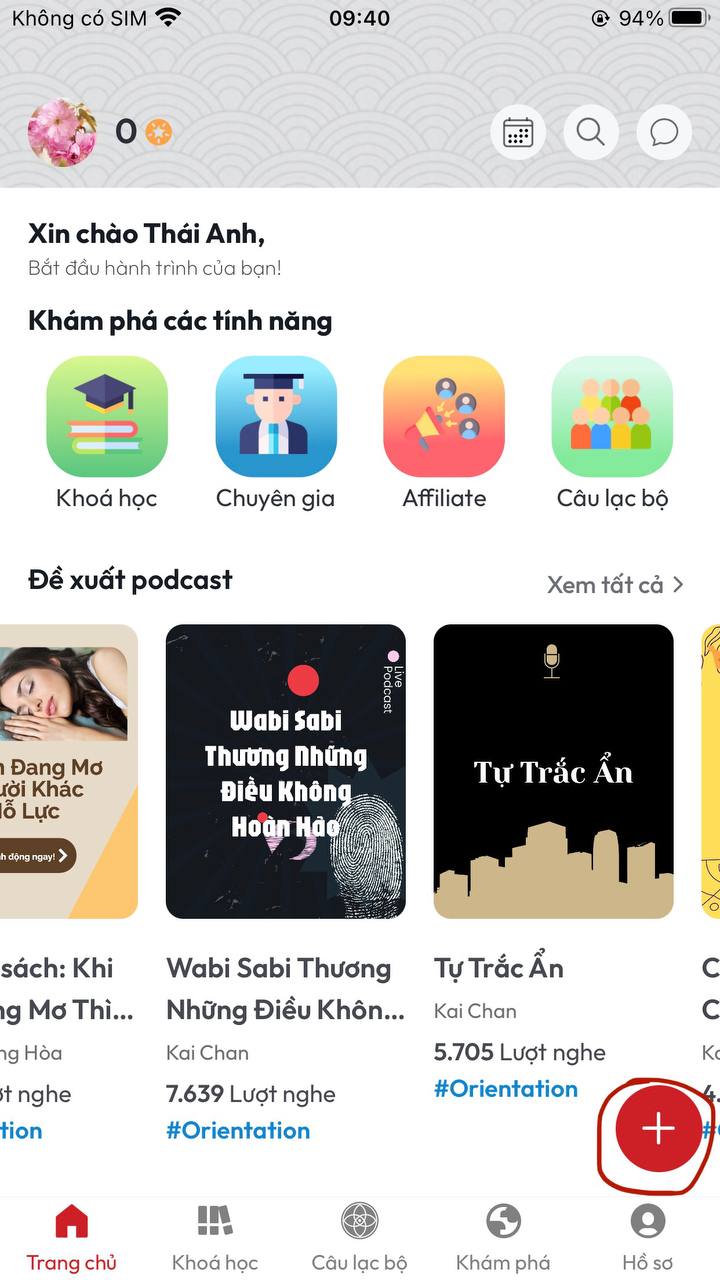 Không có SIM
09:40
94%
0
Xin chào Thái Anh,
Bắt đầu hành trình của bạn!
Khám phá các tính năng
Khoá học
Chuyên gia
Affiliate
Câu lạc bộ
Đề xuất podcast
Xem tất cả
Đang Mơ
Khác
Lực
động ngay!
Live
Podcast
Wabi Sabi
Thương Những
Điều Không
Hoàn Hảo
Tự Trắc Ẩn
sách: Khi
Mơ Thì...
Hòa
nghe
Wabi Sabi Thương
Những Điều Khôn...
Kai Chan
7.639 Lượt nghe
#Orientation
Tự Trắc Ẩn
Kai Chan
5.705 Lượt nghe
#Orientation
Trang chủ
Khoá học
Câu lạc bộ
Khám phá
Hồ sơ